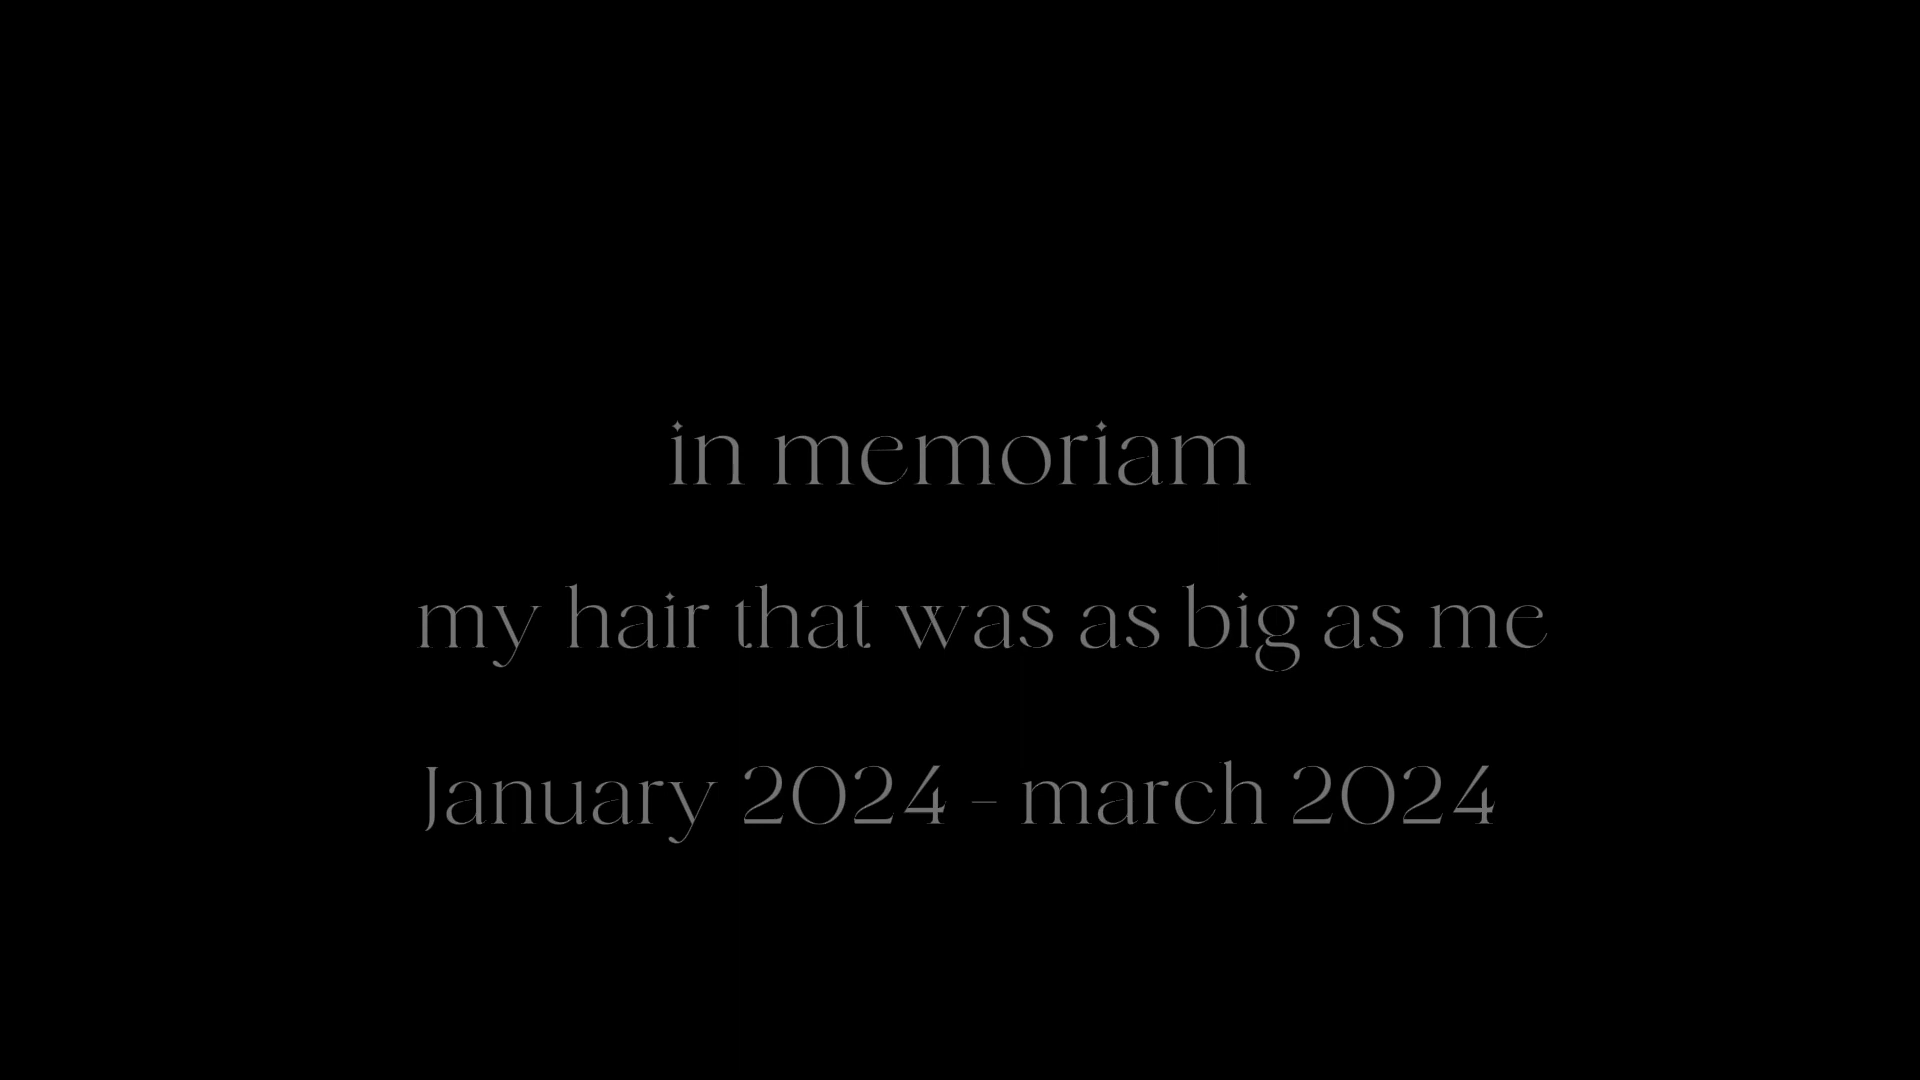 in memoriam
my hair that was as big as me
January 2024 - march 2024